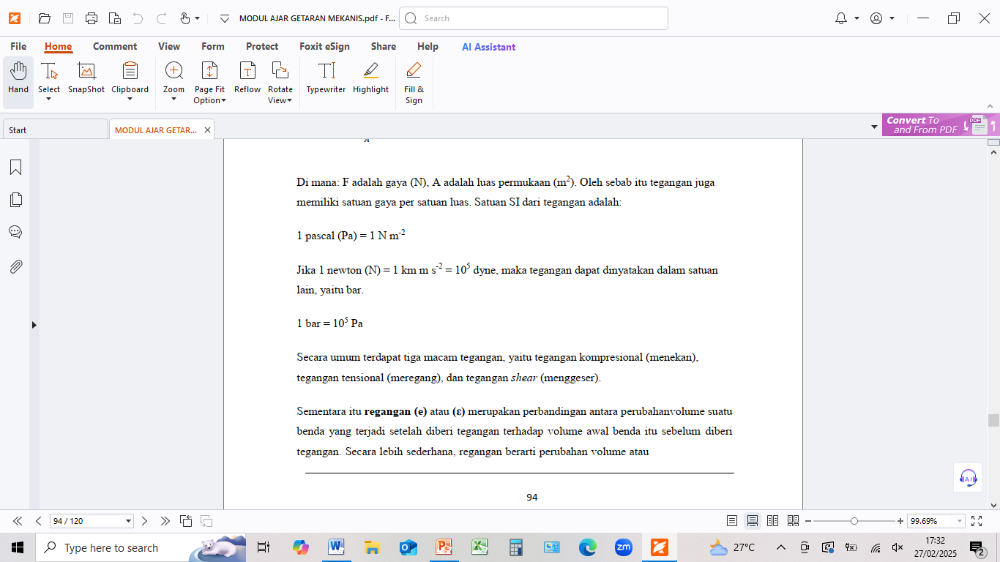 MODUL AJAR GETARAN MEKANIS.pdf - F...
Search
File Home Comment View Form Protect Foxit eSign Share Help AI Assistant
Hand Select SnapShot Clipboard Zoom Page Fit Option Reflow Rotate View Typewriter Highlight Fill & Sign
Start
MODUL AJAR GETAR...
Convert To
and From PDF
PDF
A
Di mana: F adalah gaya (N), A adalah luas permukaan (m²). Oleh sebab itu tegangan juga
memiliki satuan gaya per satuan luas. Satuan SI dari tegangan adalah:
1 pascal (Pa) = 1 N m⁻²
Jika 1 newton (N) = 1 km m s⁻² = 10⁵ dyne, maka tegangan dapat dinyatakan dalam satuan
lain, yaitu bar.
1 bar = 10⁵ Pa
Secara umum terdapat tiga macam tegangan, yaitu tegangan kompresional (menekan),
tegangan tensional (meregang), dan tegangan shear (menggeser).
Sementara itu regangan (e) atau (ε) merupakan perbandingan antara perubahanvolume suatu
benda yang terjadi setelah diberi tegangan terhadap volume awal benda itu sebelum diberi
tegangan. Secara lebih sederhana, regangan berarti perubahan volume atau
94
AI
94 / 120
99.69%
Type here to search
zm
27°C
17:32
27/02/2025
2